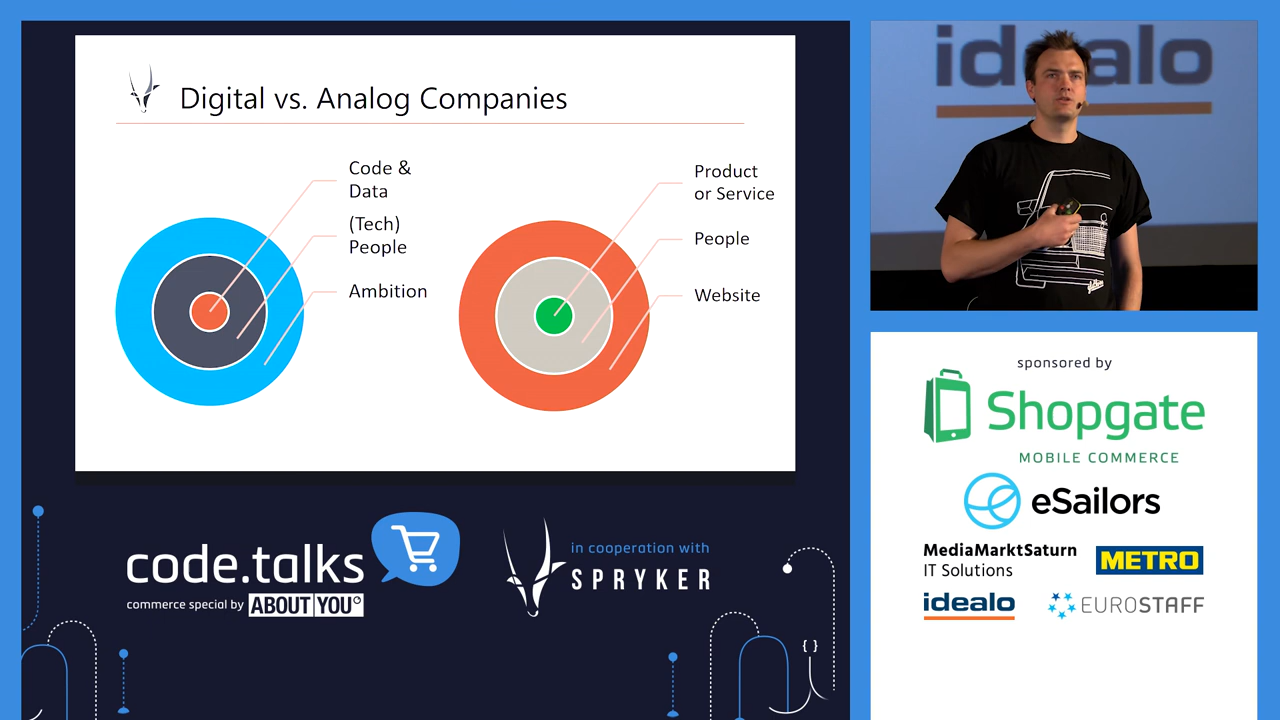 Digital vs. Analog Companies
Code &
Data
(Tech)
People
Ambition
Product
or Service
People
Website
idealo
sponsored by
Shopgate
MOBILE COMMERCE
eSailors
MediaMarktSaturn
IT Solutions
METRO
idealo
EUROSTAFF
code.talks
commerce special by ABOUT YOU°
in cooperation with
SPRYKER
{ }